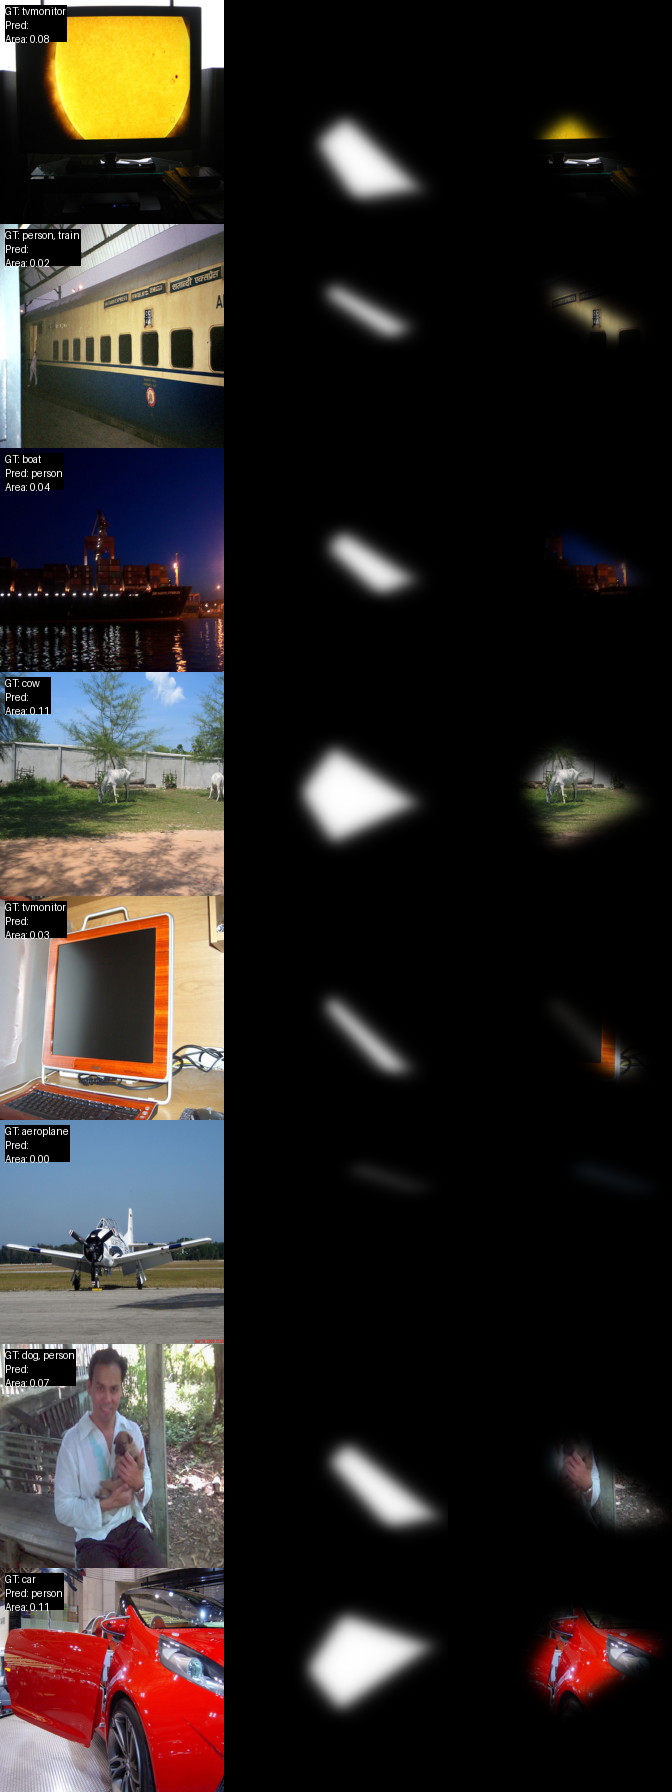 GT: tvmonitor
Pred:
Area: 0.08
GT: person, train
Pred:
Area: 0.02
GT: boat
Pred: person
Area: 0.04
GT: cow
Pred:
Area: 0.11
GT: tvmonitor
Pred:
Area: 0.03
GT: aeroplane
Pred:
Area: 0.00
GT: dog, person
Pred:
Area: 0.07
GT: car
Pred: person
Area: 0.11